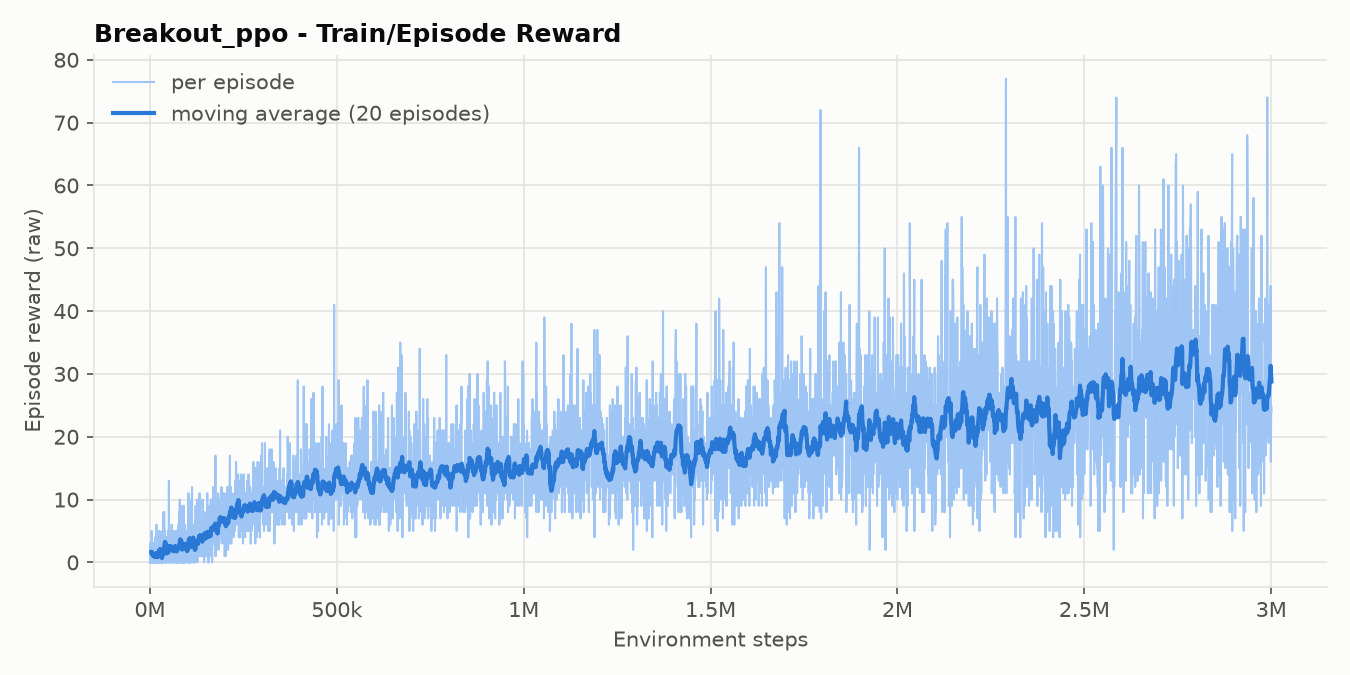 Breakout_ppo - Train/Episode Reward
per episode
moving average (20 episodes)
Episode reward (raw)
80
70
60
50
40
30
20
10
0
0M 500k 1M 1.5M 2M 2.5M 3M
Environment steps